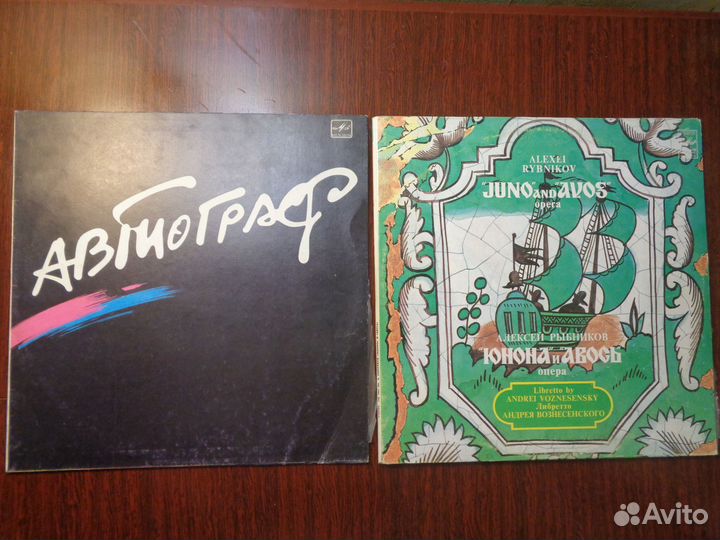 АВТОГРАФ
ALEXEI
RYBNIKOV
"JUNO" AND "AVOS"
opera
АЛЕКСЕЙ РЫБНИКОВ
"ЮНОНА" И "АВОСЬ"
опера
Libretto by
ANDREI VOZNESENSKY
Либретто
АНДРЕЯ ВОЗНЕСЕНСКОГО
Avito